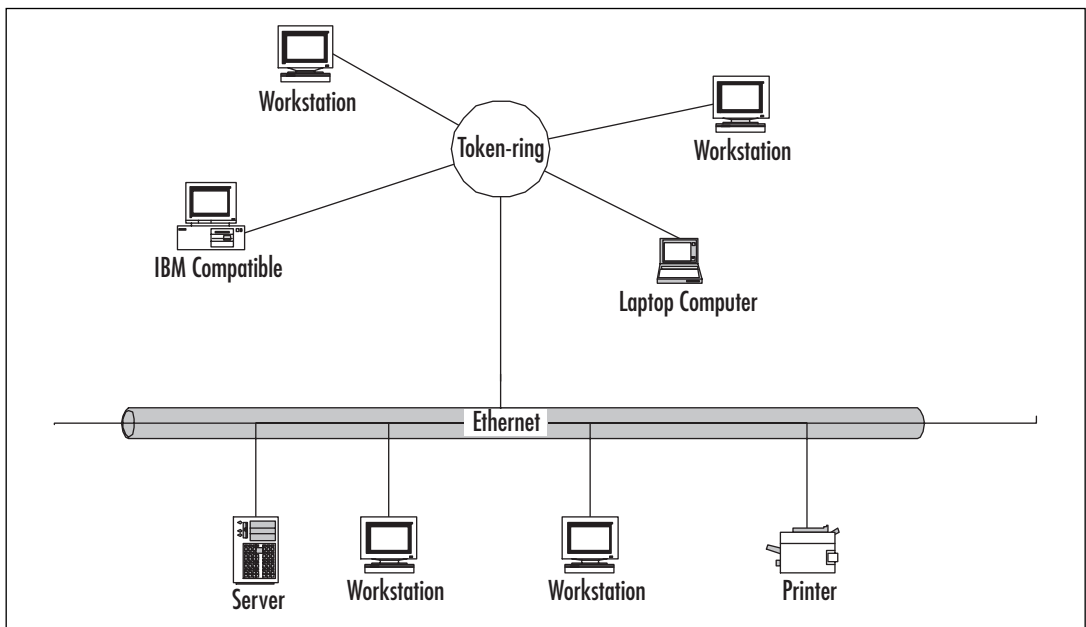 Workstation
Token-ring
Workstation
IBM Compatible
Laptop Computer
Ethernet
Server
Workstation
Workstation
Printer